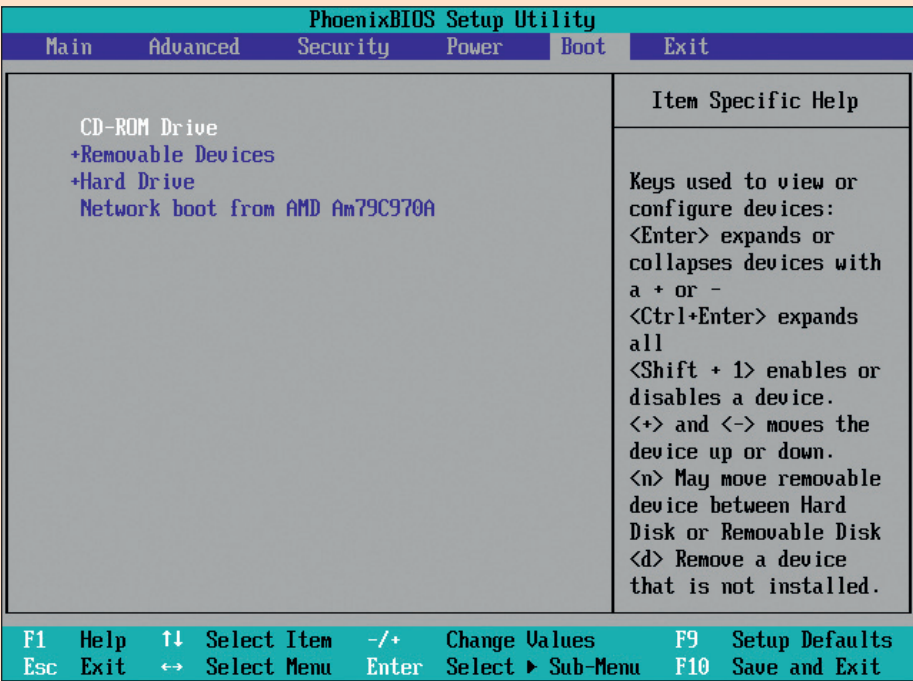 PhoenixBIOS Setup Utility
Main Advanced Security Power Boot Exit
CD-ROM Drive
+Removable Devices
+Hard Drive
Network boot from AMD Am79C970A
Item Specific Help
Keys used to view or
configure devices:
<Enter> expands or
collapses devices with
a + or -
<Ctrl+Enter> expands
all
<Shift + 1> enables or
disables a device.
<+> and <-> moves the
device up or down.
<n> May move removable
device between Hard
Disk or Removable Disk
<d> Remove a device
that is not installed.
F1 Help ↑↓ Select Item -/+ Change Values F9 Setup Defaults
Esc Exit ↔ Select Menu Enter Select ▶ Sub-Menu F10 Save and Exit